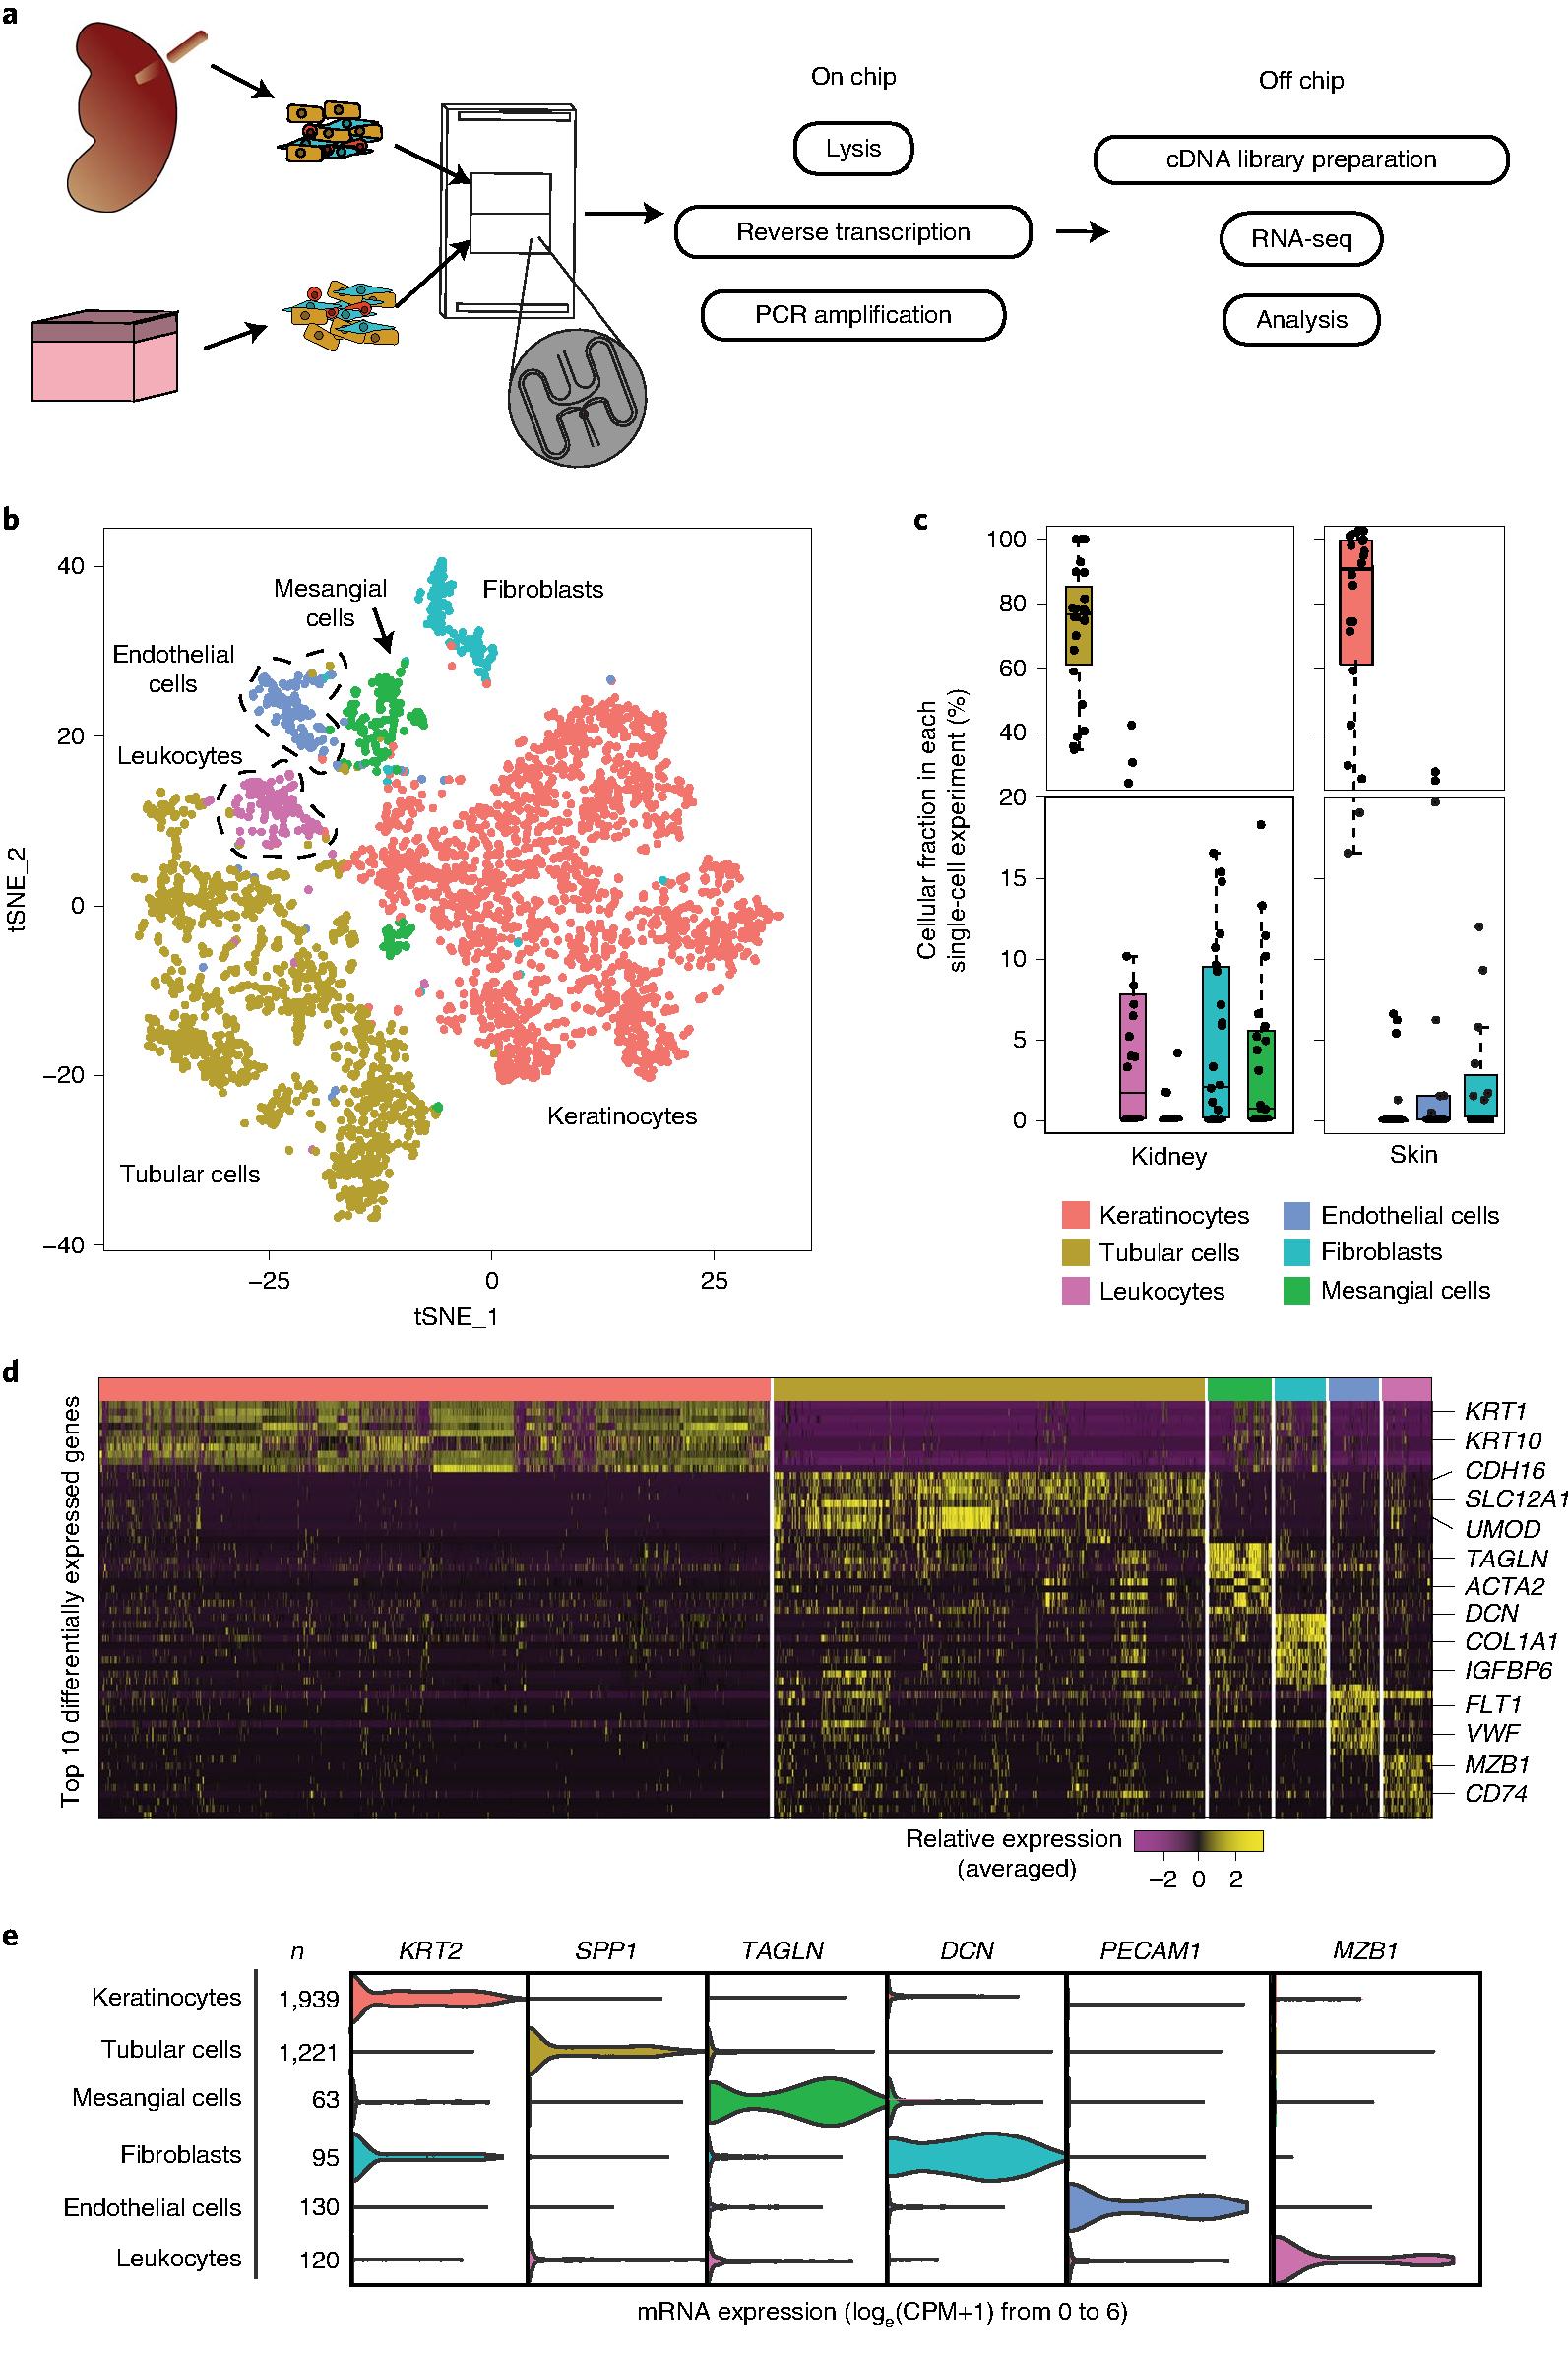 a
On chip
Off chip
Lysis
cDNA library preparation
Reverse transcription
RNA-seq
PCR amplification
Analysis
b
40
20
0
−20
−40
tSNE_2
−25
0
25
tSNE_1
Mesangial
cells
Fibroblasts
Endothelial
cells
Leukocytes
Keratinocytes
Tubular cells
c
Cellular fraction in each
single-cell experiment (%)
100
80
60
40
20
15
10
5
0
Kidney
Skin
Keratinocytes
Endothelial cells
Tubular cells
Fibroblasts
Leukocytes
Mesangial cells
d
Top 10 differentially expressed genes
KRT1
KRT10
CDH16
SLC12A1
UMOD
TAGLN
ACTA2
DCN
COL1A1
IGFBP6
FLT1
VWF
MZB1
CD74
Relative expression
(averaged)
−2 0 2
e
n KRT2 SPP1 TAGLN DCN PECAM1 MZB1
Keratinocytes 1,939
Tubular cells 1,221
Mesangial cells 63
Fibroblasts 95
Endothelial cells 130
Leukocytes 120
mRNA expression (logₑ(CPM+1) from 0 to 6)